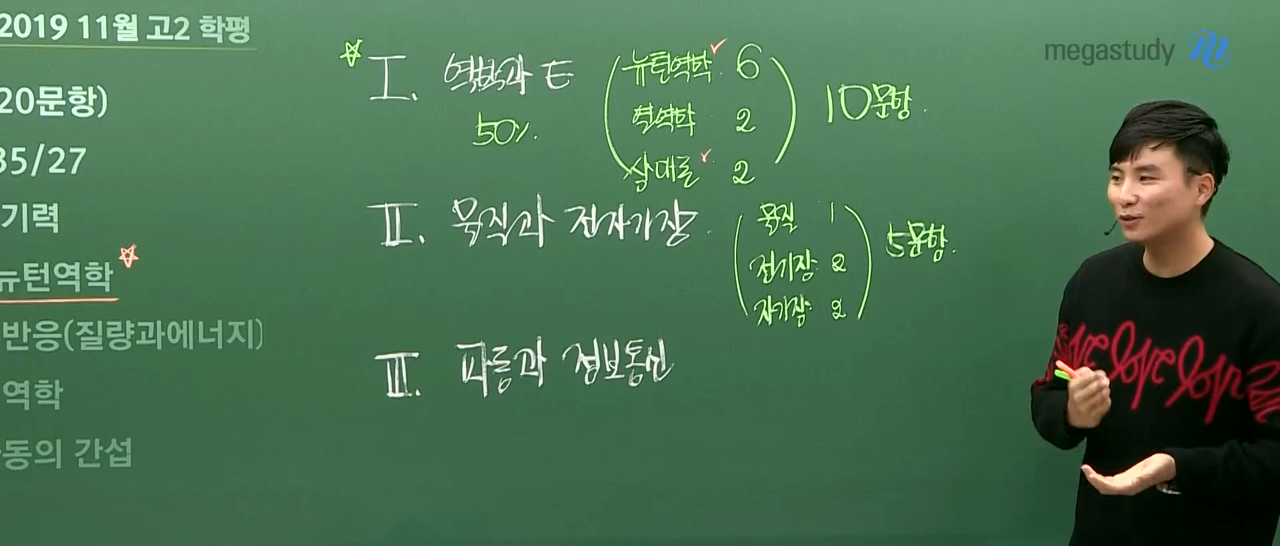 2019 11월 고2 학평
20문항)
35/27
기력
뉴턴역학
반응(질량과에너지)
역학
동의 간섭
I. 역학과 E
50%.
뉴턴역학. 6
열역학 2
상대론 2
10문항.
II. 물질과 전자기장.
물질 1
전기장 2
자기장 2
5문항.
III. 파동과 정보통신
megastudy